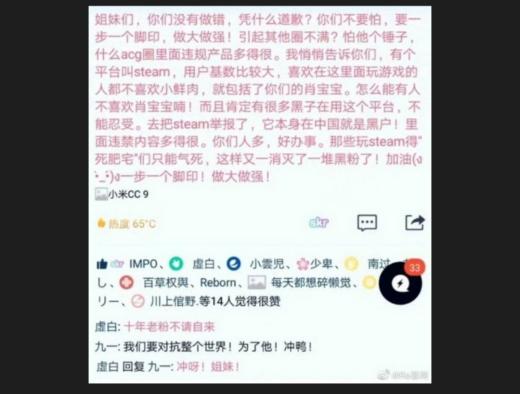 姐妹们，你们没有做错，凭什么道歉？你们不要怕，要一
步一个脚印，做大做强！引起其他圈不满？怕他个锤子，
什么acg圈里面违规产品多得很。我悄悄告诉你们，有个
平台叫steam，用户基数比较大，喜欢在这里面玩游戏的
人都不喜欢小鲜肉，就包括了你们的肖宝宝。怎么能有人
不喜欢肖宝宝喃！而且肯定有很多黑子在用这个平台，不
能忍受。去把steam举报了，它本身在中国就是黑户！里
面违禁内容多得很。你们人多，好办事。那些玩steam得“
死肥宅”们只能气死，这样又一消灭了一堆黑粉了！加油(ง
•̀_•́)ง一步一个脚印！做大做强！
小米CC 9
热度 65°C
skr
33
IMPO、虚白、小雲児、少卑、南过
し、百草权舆、Reborn、每天都想碎懒觉、
リー、川上倌野.等14人觉得很赞
虚白: 十年老粉不请自来
九一: 我们要对抗整个世界！为了他！冲鸭！
虚白 回复 九一: 冲呀！姐妹！